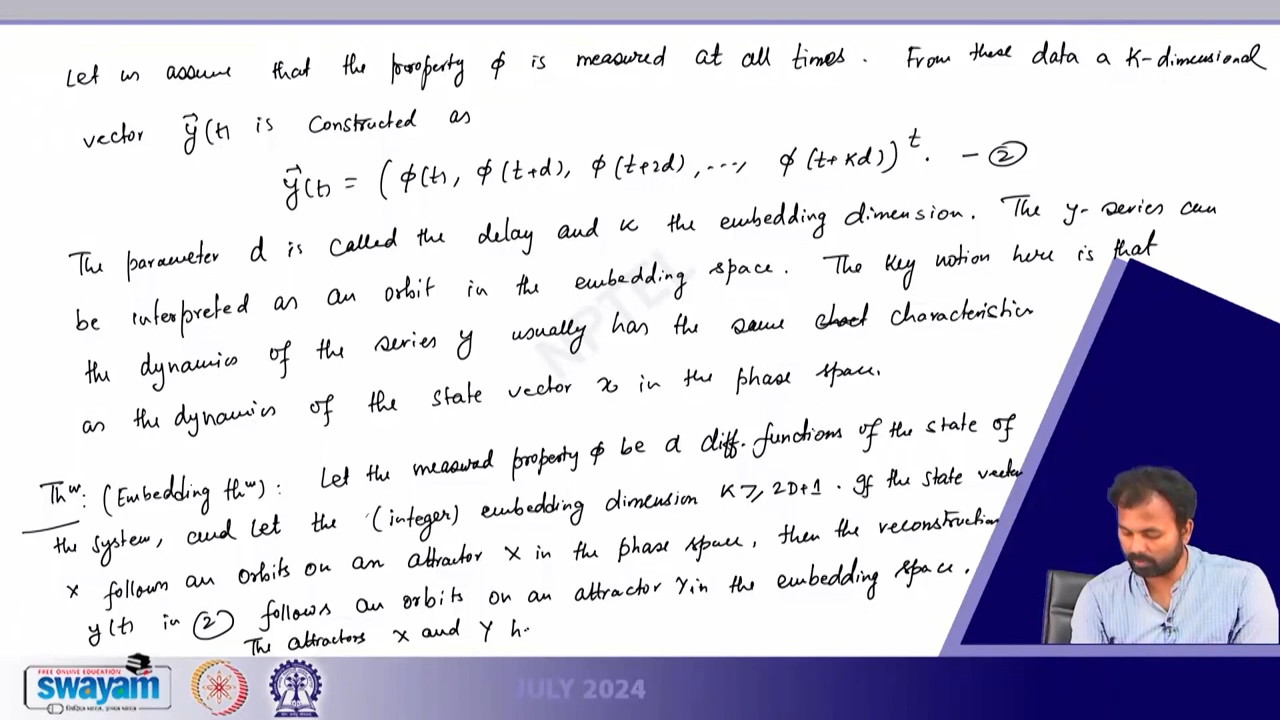 Let us assume that the property ϕ is measured at all times. From these data a K-dimensional
vector y⃗(t) is constructed as
y⃗(t) = (ϕ(t), ϕ(t+d), ϕ(t+2d), ..., ϕ(t+Kd))ᵗ. - ②
The parameter d is called the delay and K the embedding dimension. The y-series can
be interpreted as an orbit in the embedding space. The key notion here is that
the dynamics of the series y usually has the same characteristics
as the dynamics of the state vector x in the phase space.
Thᵐ: (Embedding thᵐ): Let the measured property ϕ be a diff. functions of the state of
the system, and let the (integer) embedding dimension K ⩾ 2D+1. If the state vector
x follows an orbits on an attractor X in the phase space, then the reconstruction
y(t) in ② follows an orbits on an attractor Y in the embedding space.
The attractors X and Y h
NPTEL
FREE ONLINE EDUCATION
swayam
JULY 2024